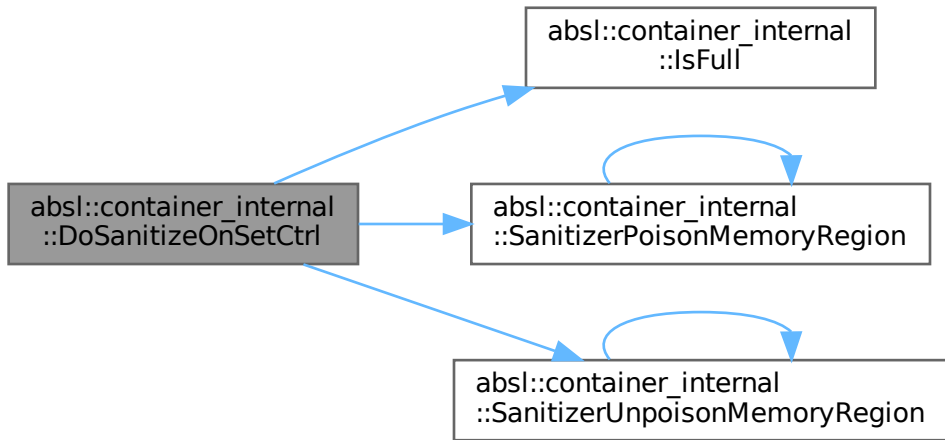 absl::container_internal
::IsFull
absl::container_internal
::DoSanitizeOnSetCtrl
absl::container_internal
::SanitizerPoisonMemoryRegion
absl::container_internal
::SanitizerUnpoisonMemoryRegion